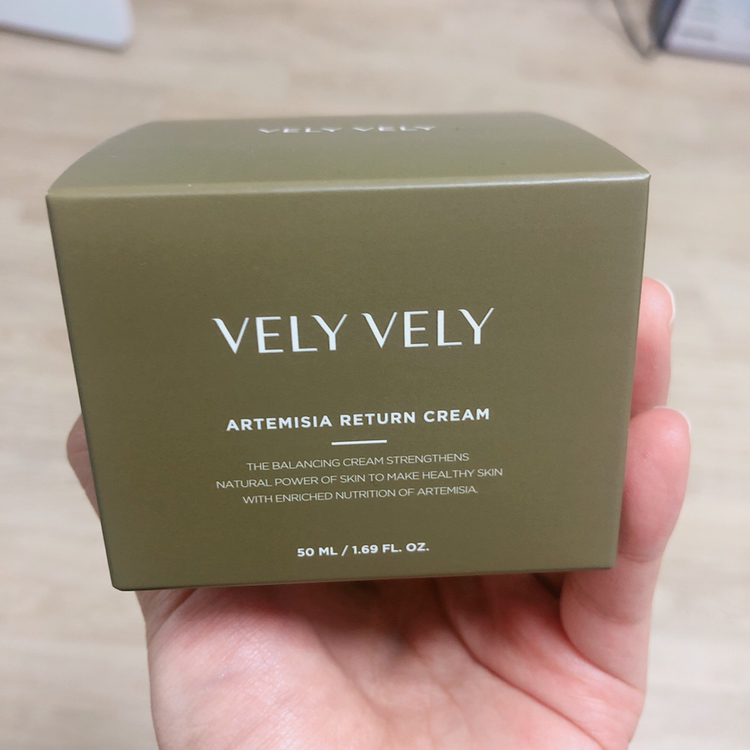 VELY VELY
VELY VELY
ARTEMISIA RETURN CREAM
THE BALANCING CREAM STRENGTHENS
NATURAL POWER OF SKIN TO MAKE HEALTHY SKIN
WITH ENRICHED NUTRITION OF ARTEMISIA.
50 ML / 1.69 FL. OZ.